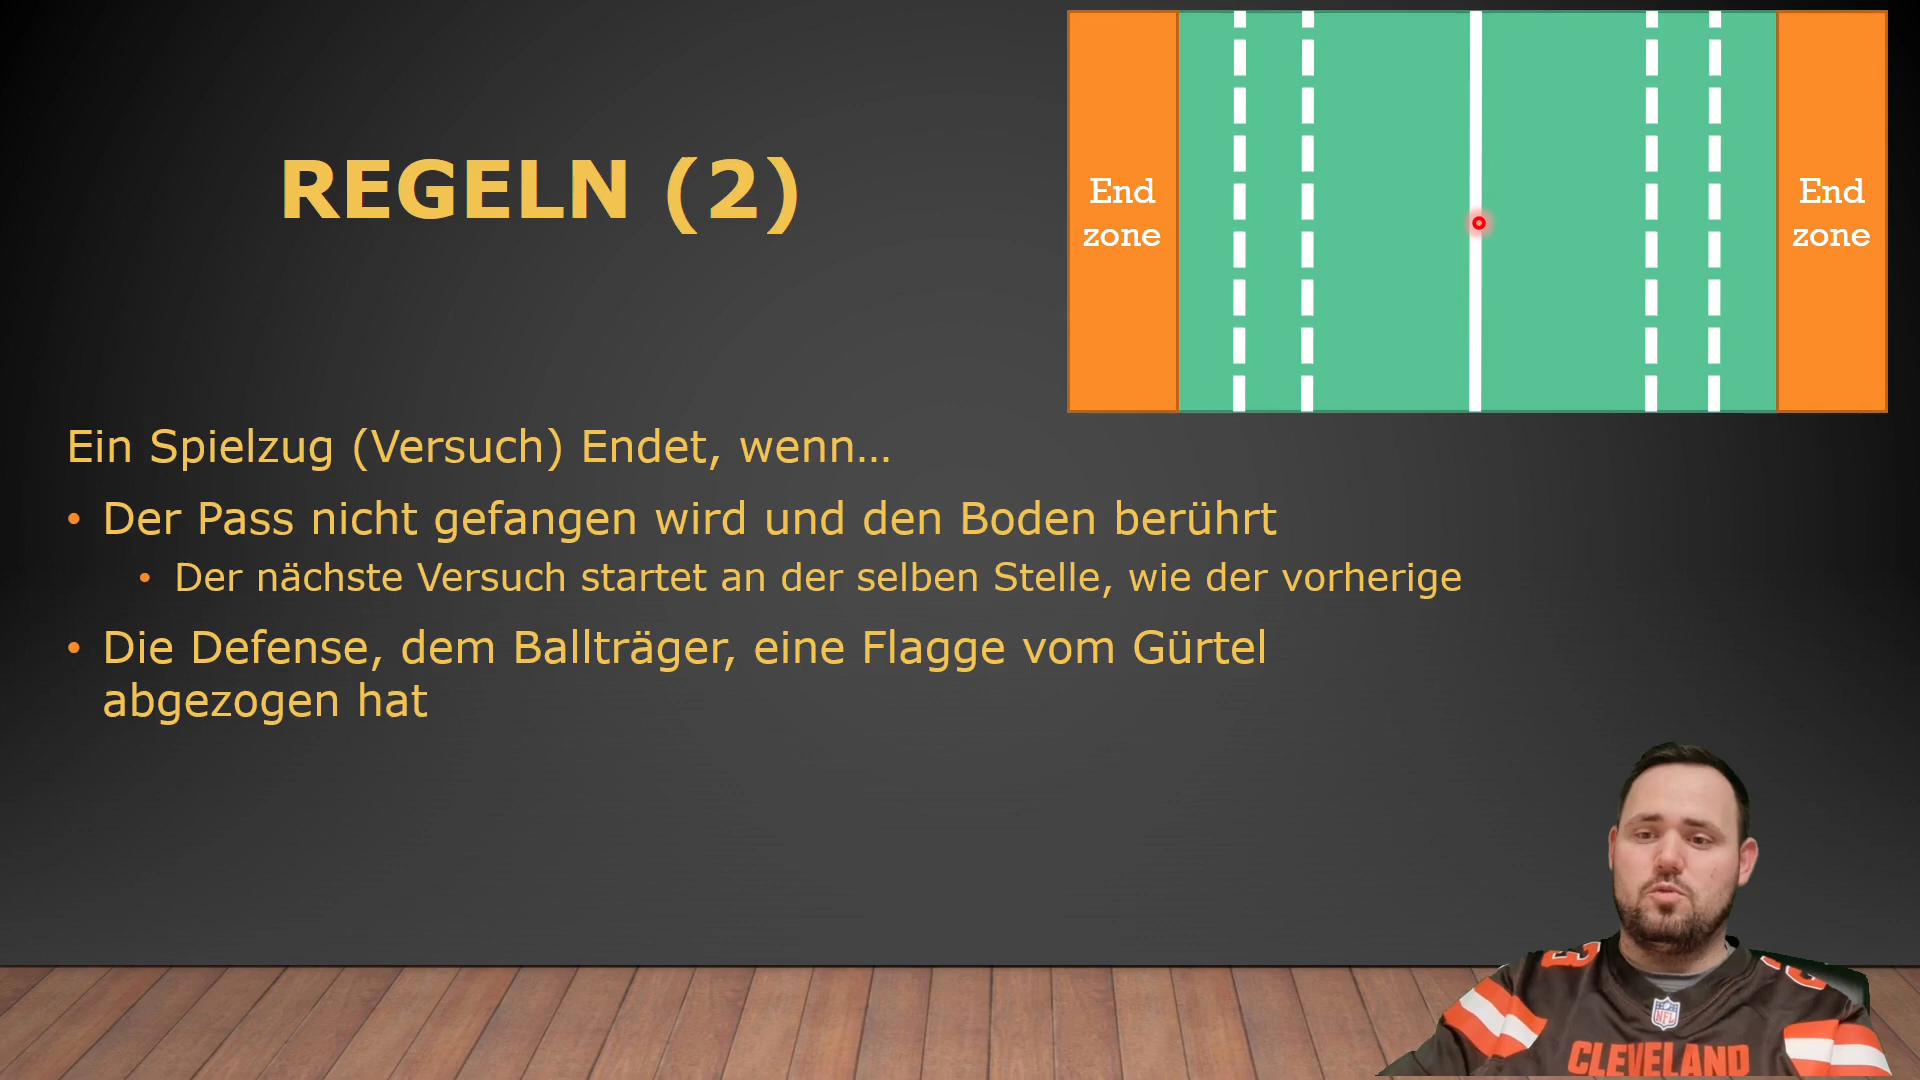 REGELN (2)
End
zone
End
zone
Ein Spielzug (Versuch) Endet, wenn…
• Der Pass nicht gefangen wird und den Boden berührt
• Der nächste Versuch startet an der selben Stelle, wie der vorherige
• Die Defense, dem Ballträger, eine Flagge vom Gürtel
abgezogen hat
NFL
CLEVELAND